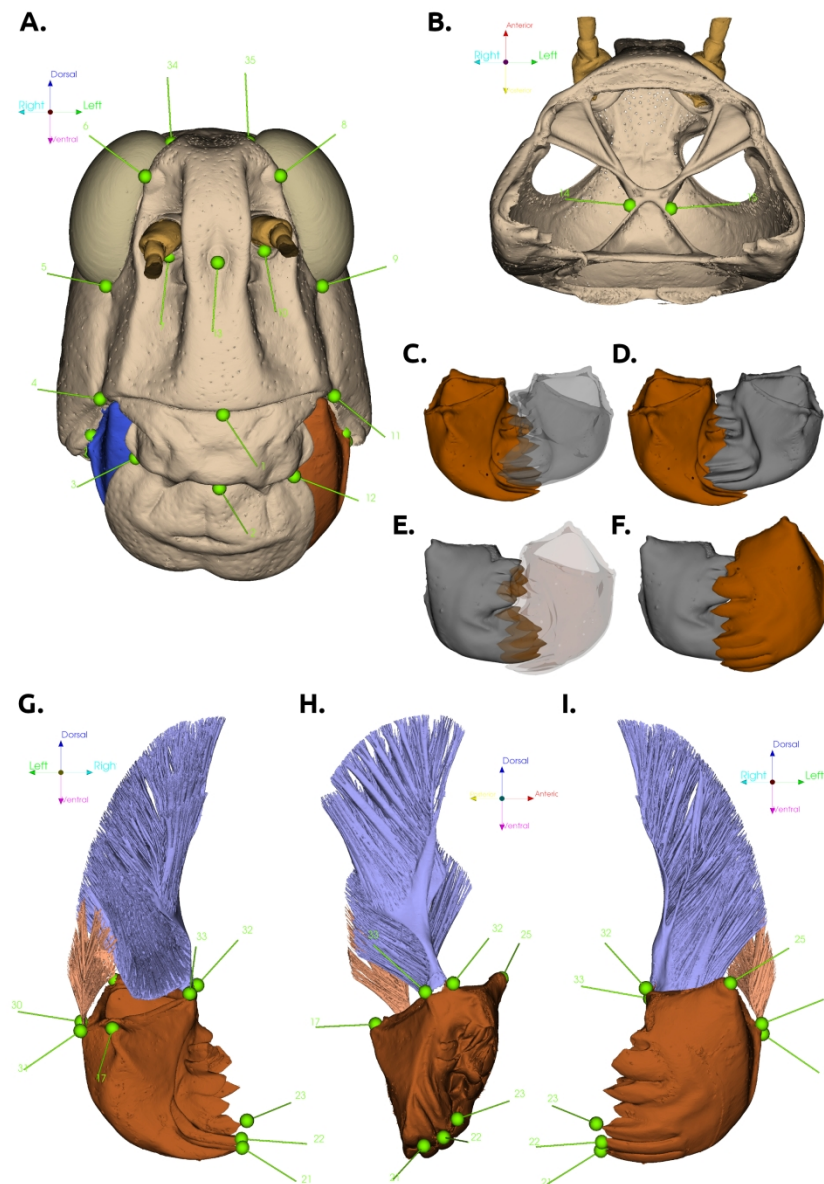 A.
34
35
Dorsal
Right
Left
Ventral
6
8
5
9
4
11
3
12
B.
Anterior
Right
Left
14
C.
D.
E.
F.
G.
Dorsal
Left
Righ
Ventral
33
32
30
17
23
22
21
H.
Dorsal
Anteric
Ventral
32
25
17
23
22
I.
Dorsal
Right
Left
Ventral
32
25
33
23
22
21